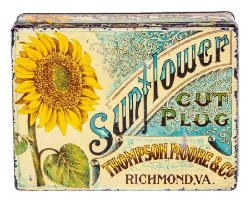 Sunflower
CUT
PLUG
THOMPSON, MOORE & Co
RICHMOND, VA.